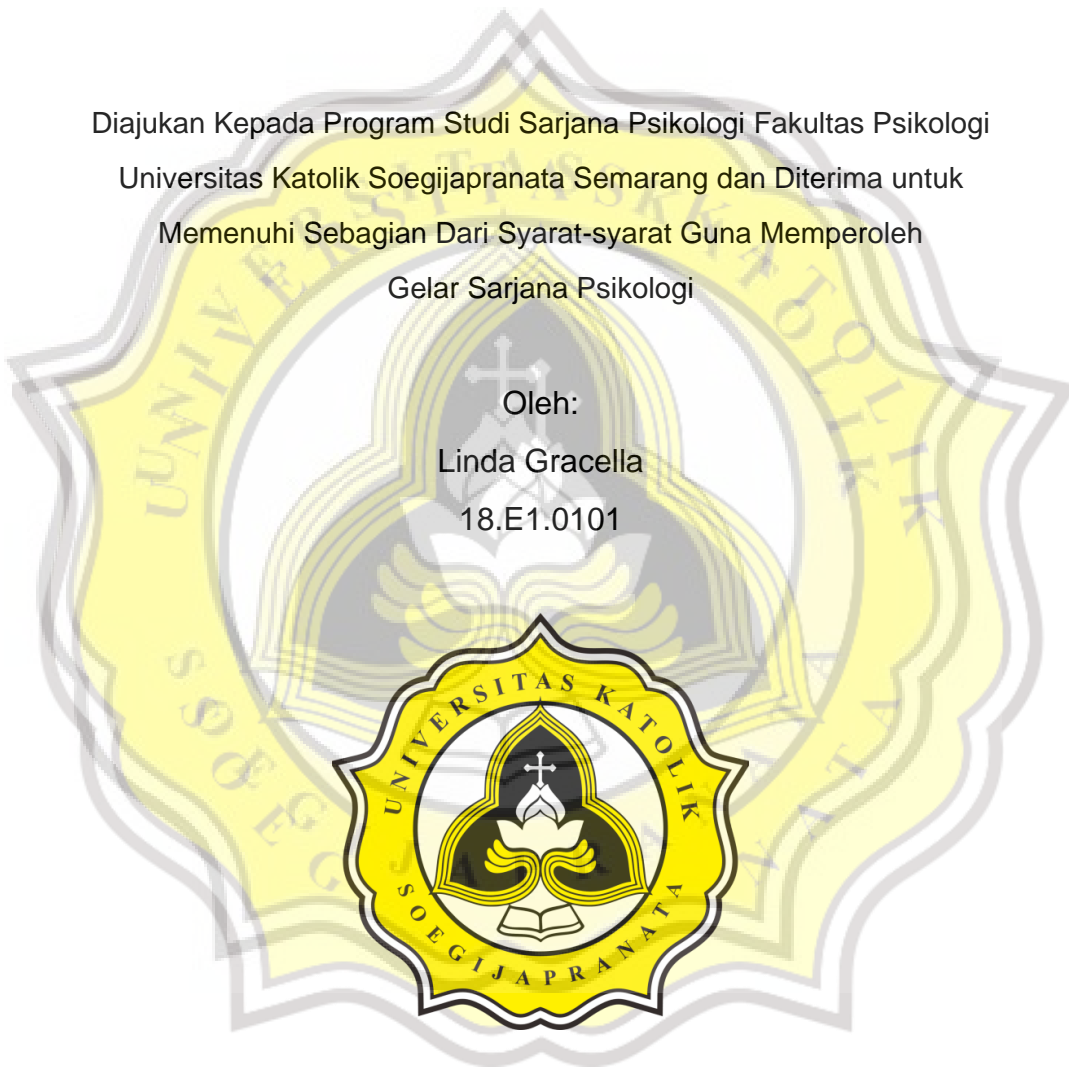 Diajukan Kepada Program Studi Sarjana Psikologi Fakultas Psikologi
Universitas Katolik Soegijapranata Semarang dan Diterima untuk
Memenuhi Sebagian Dari Syarat-syarat Guna Memperoleh
Gelar Sarjana Psikologi
Oleh:
Linda Gracella
18.E1.0101
UNIVERSITAS KATOLIK
SOEGIJAPRANATA